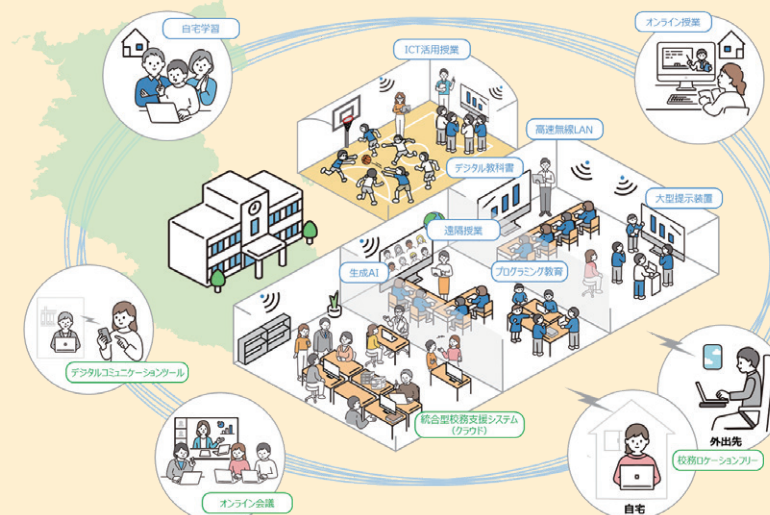 自宅学習
オンライン授業
ICT活用授業
高速無線LAN
デジタル教科書
大型提示装置
遠隔授業
生成AI
プログラミング教育
デジタルコミュニケーションツール
統合型校務支援システム
(クラウド)
外出先
校務ロケーションフリー
オンライン会議
自宅